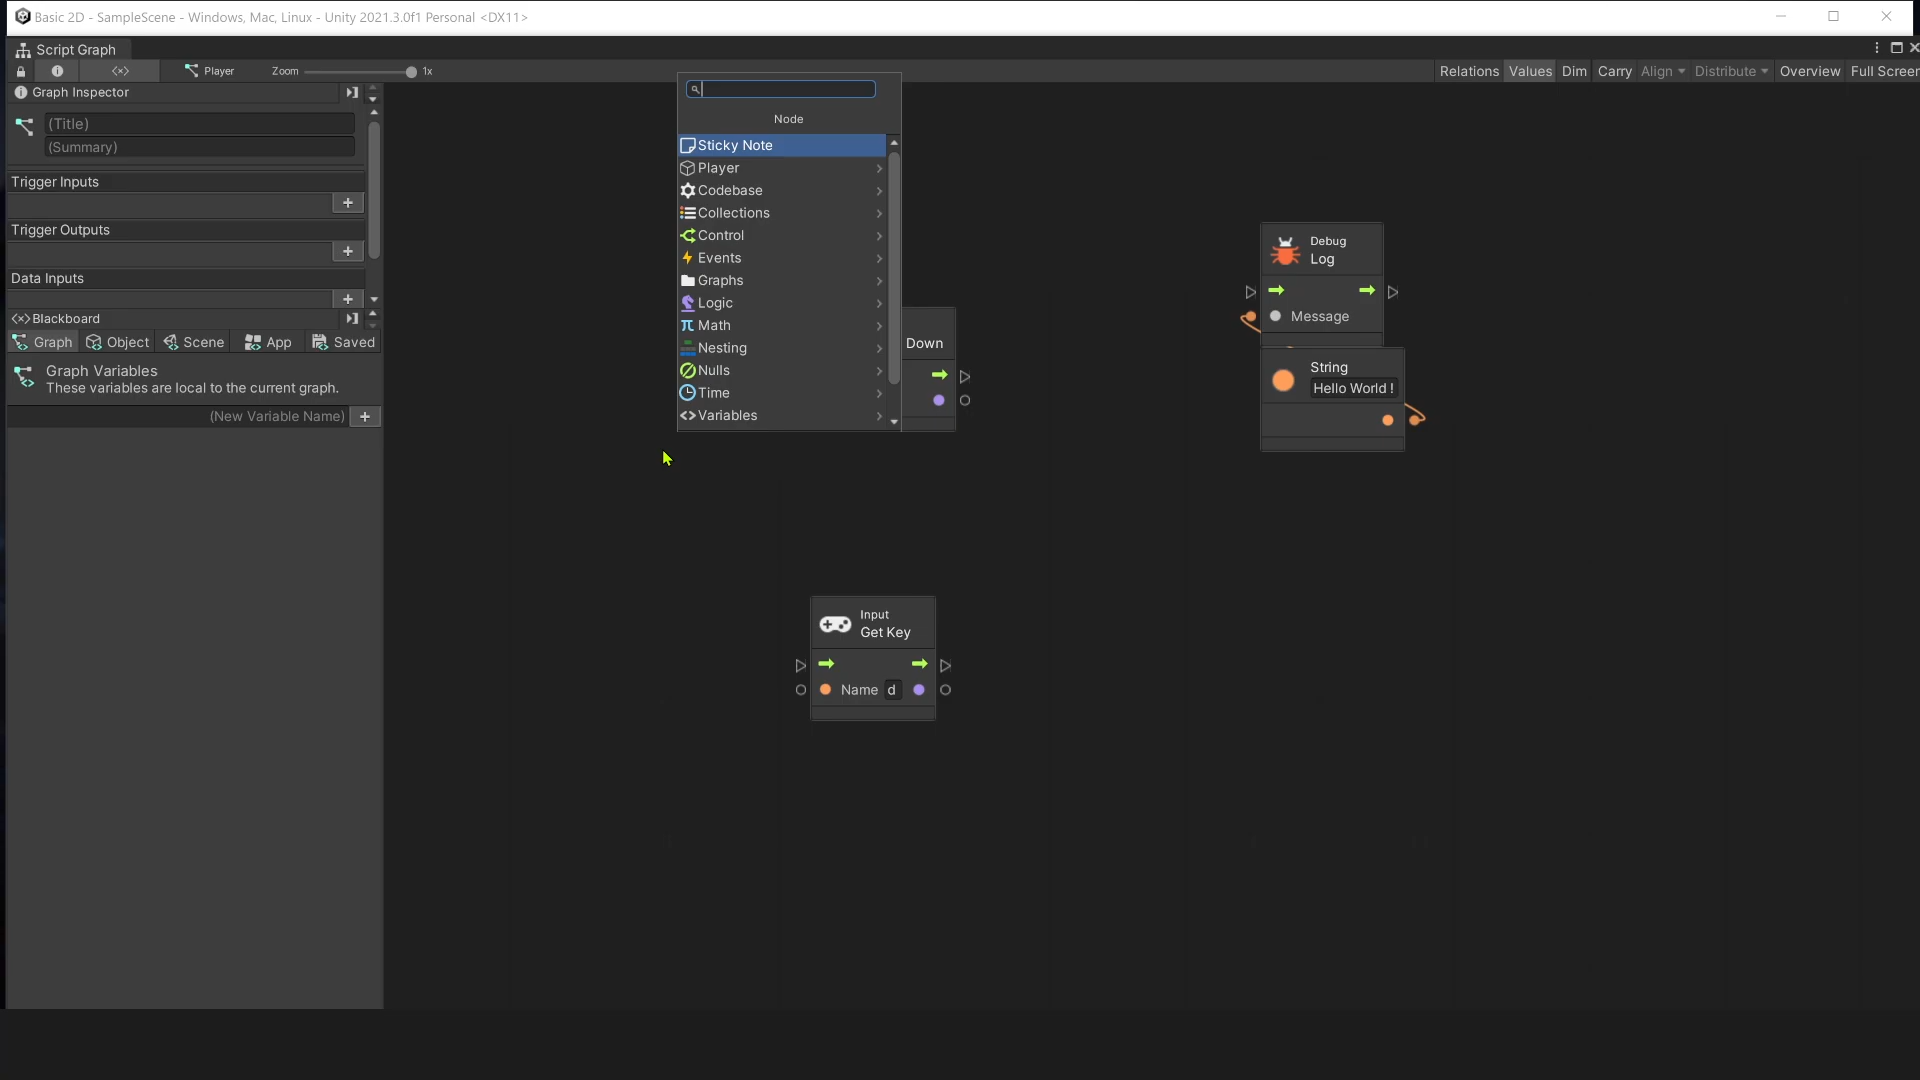 Basic 2D - SampleScene - Windows, Mac, Linux - Unity 2021.3.0f1 Personal <DX11>
Script Graph
Player
Zoom
1x
Relations
Values
Dim
Carry
Align
Distribute
Overview
Full Screen
Graph Inspector
(Title)
(Summary)
Trigger Inputs
Trigger Outputs
Data Inputs
<×> Blackboard
Graph
Object
Scene
App
Saved
Graph Variables
These variables are local to the current graph.
(New Variable Name)
Node
Sticky Note
Player
Codebase
Collections
Control
Events
Graphs
Logic
Math
Nesting
Nulls
Time
Variables
Down
Input
Get Key
Name d
Debug
Log
Message
String
Hello World !